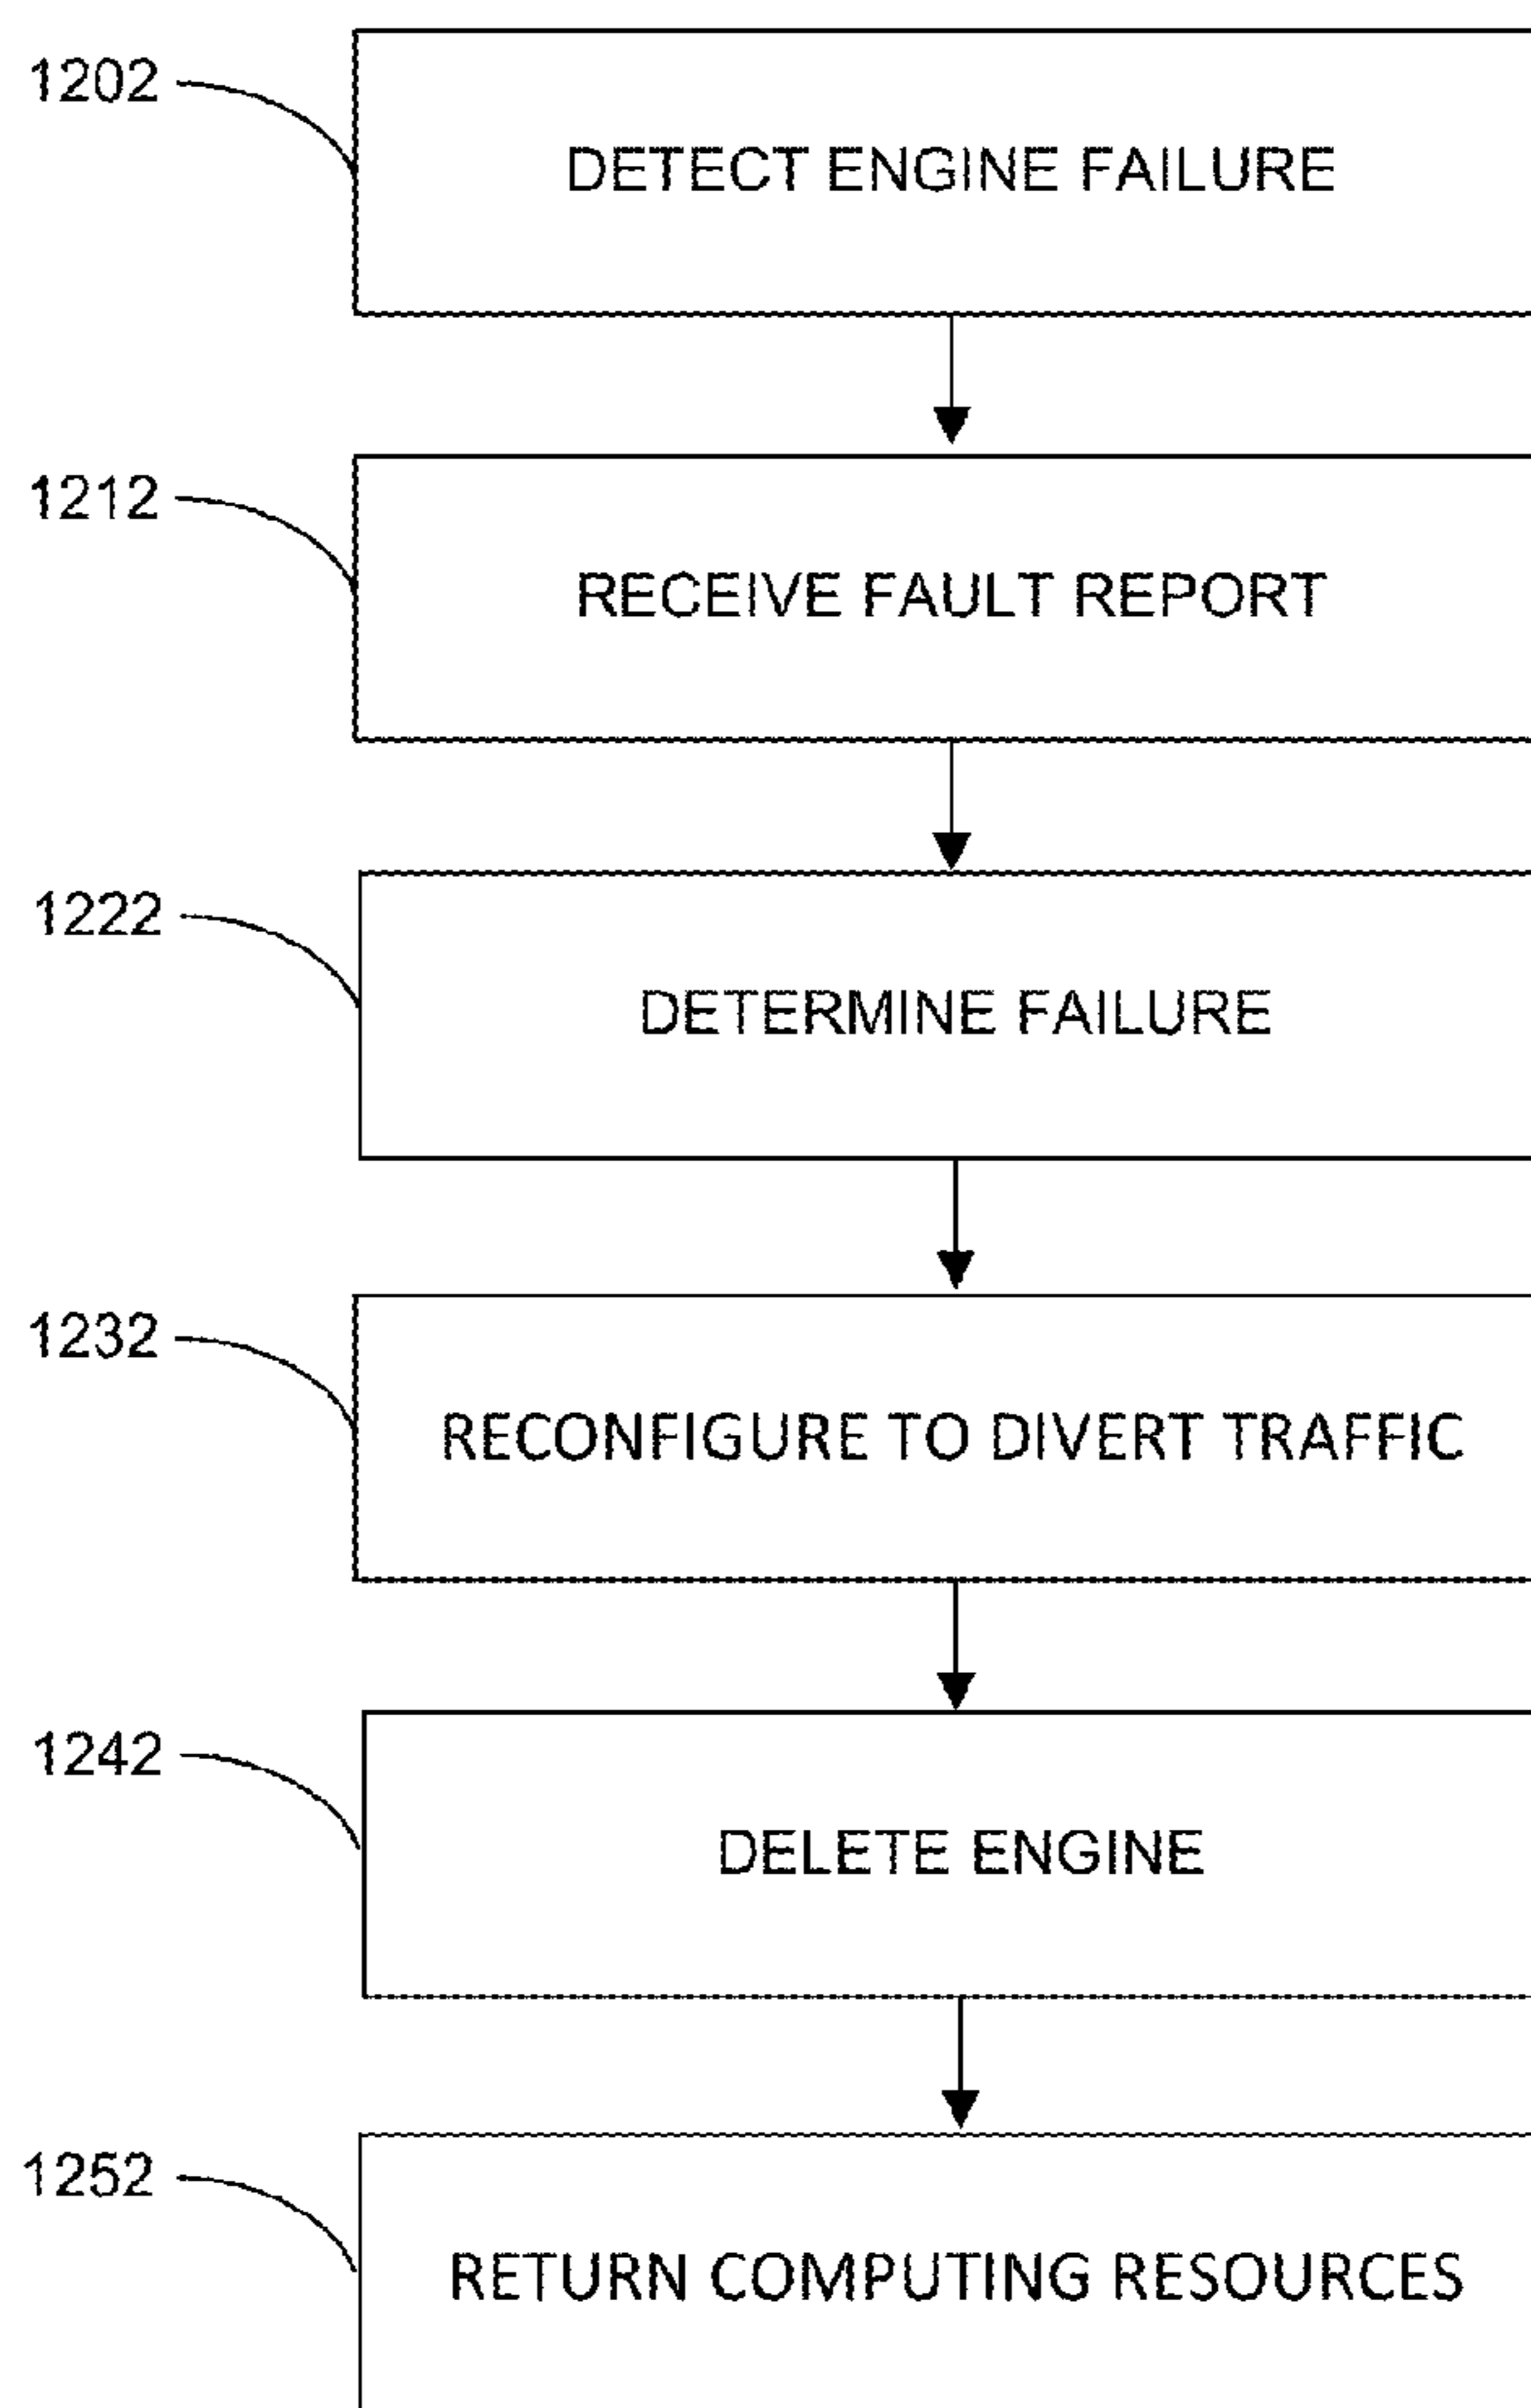 1202
DETECT ENGINE FAILURE
1212
RECEIVE FAULT REPORT
1222
DETERMINE FAILURE
1232
RECONFIGURE TO DIVERT TRAFFIC
1242
DELETE ENGINE
1252
RETURN COMPUTING RESOURCES